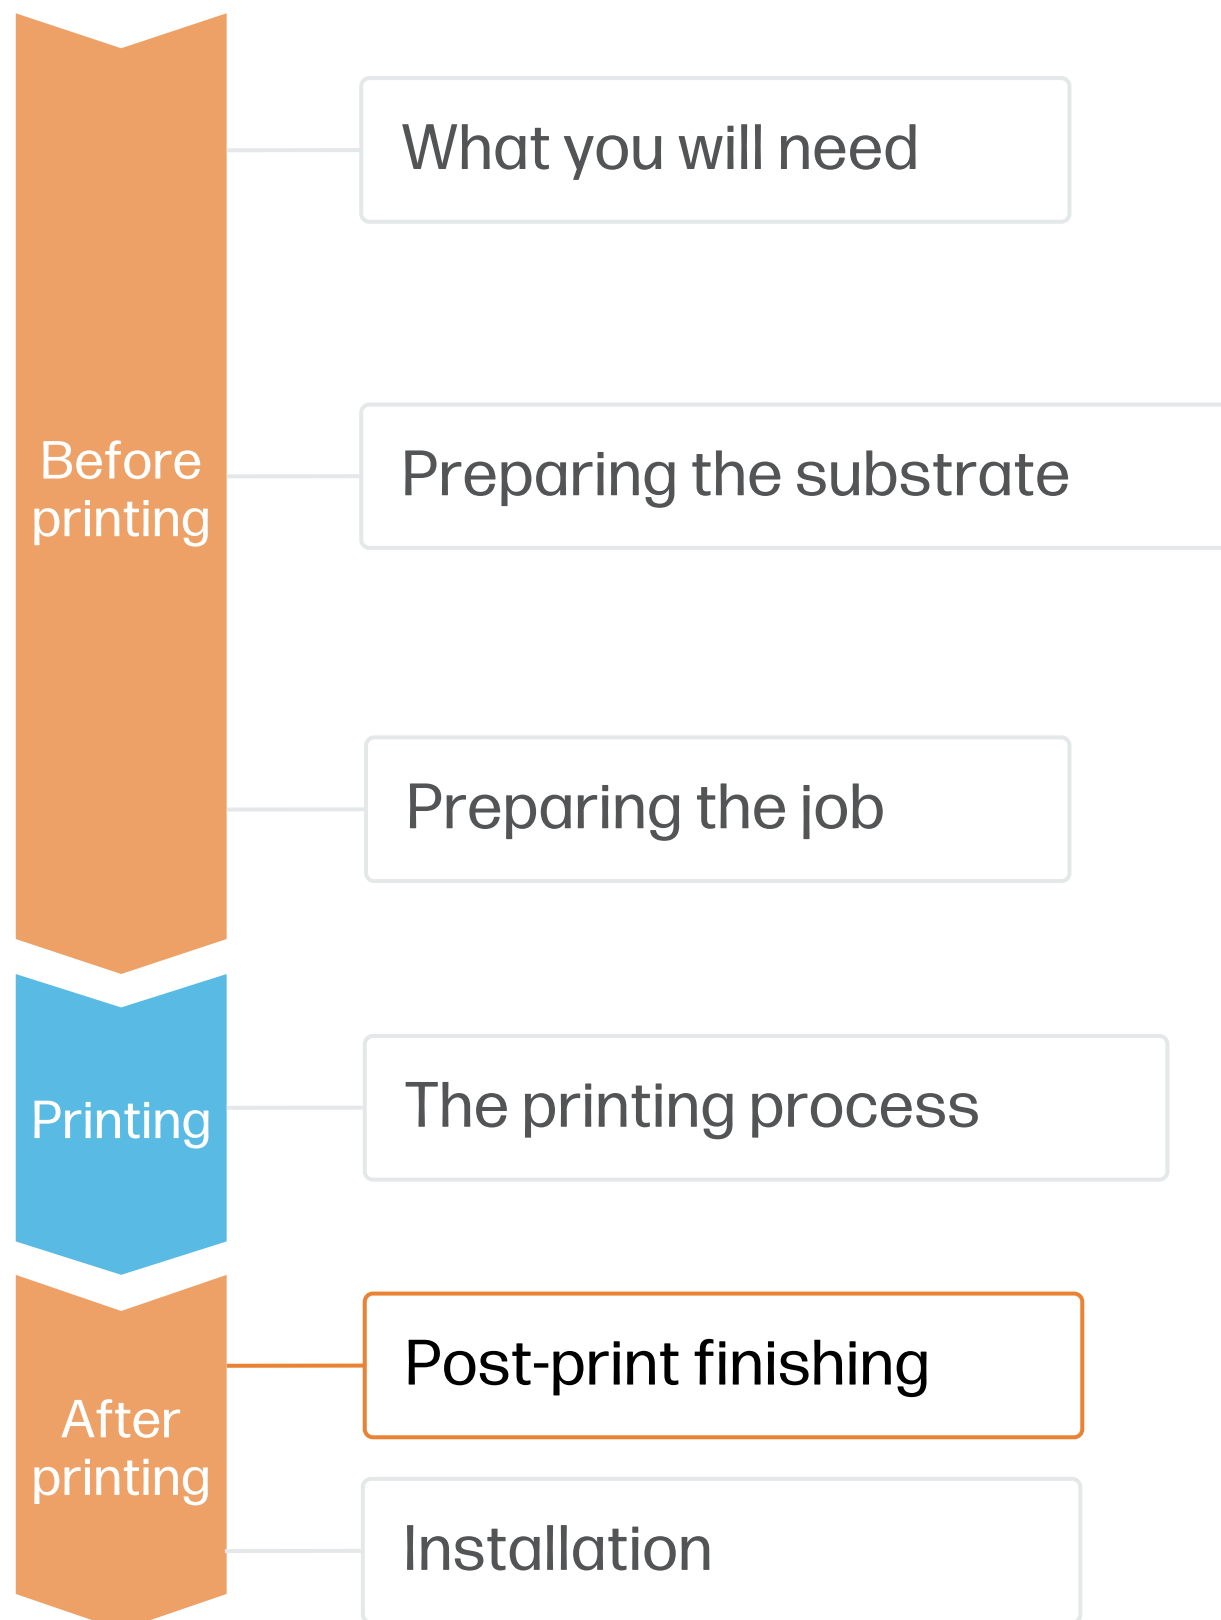 What you will need
Before
printing
Preparing the substrate
Preparing the job
Printing
The printing process
After
printing
Post-print finishing
Installation